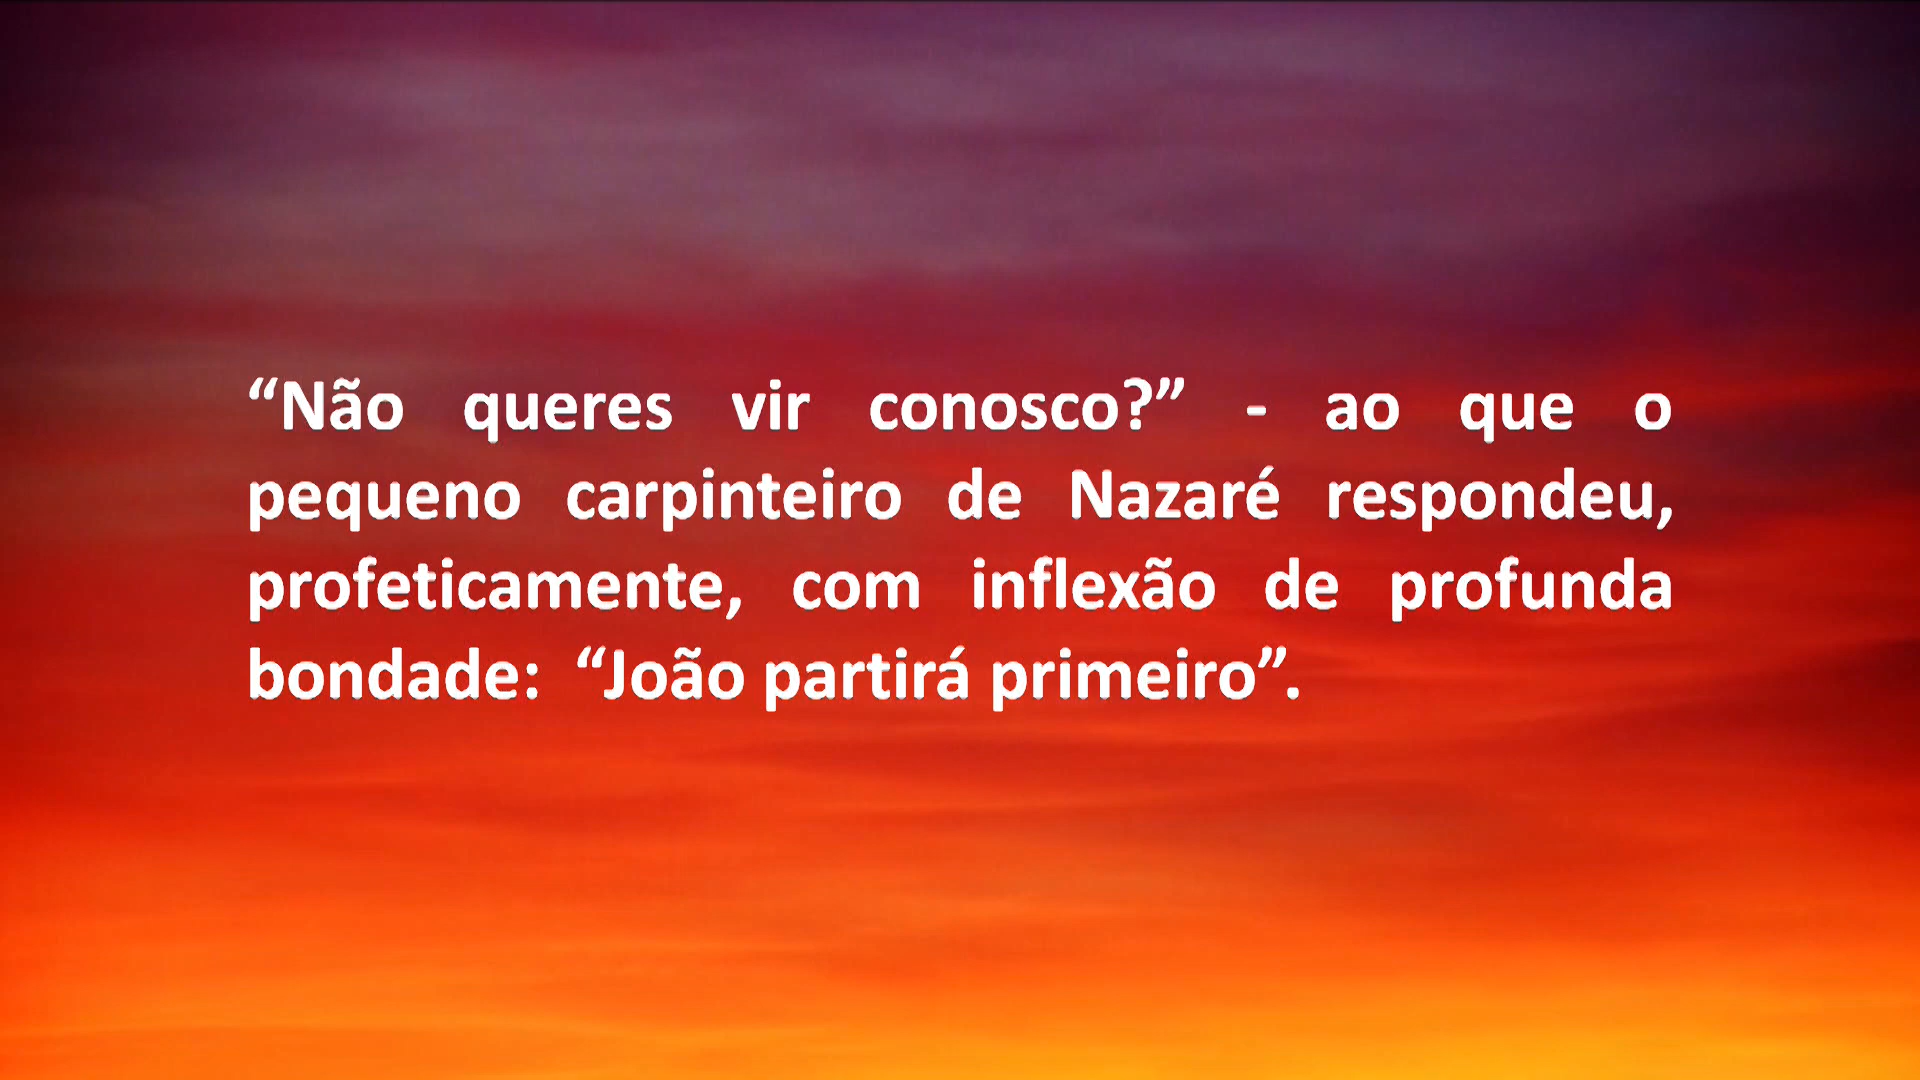 “Não queres vir conosco?” - ao que o
pequeno carpinteiro de Nazaré respondeu,
profeticamente, com inflexão de profunda
bondade: “João partirá primeiro”.